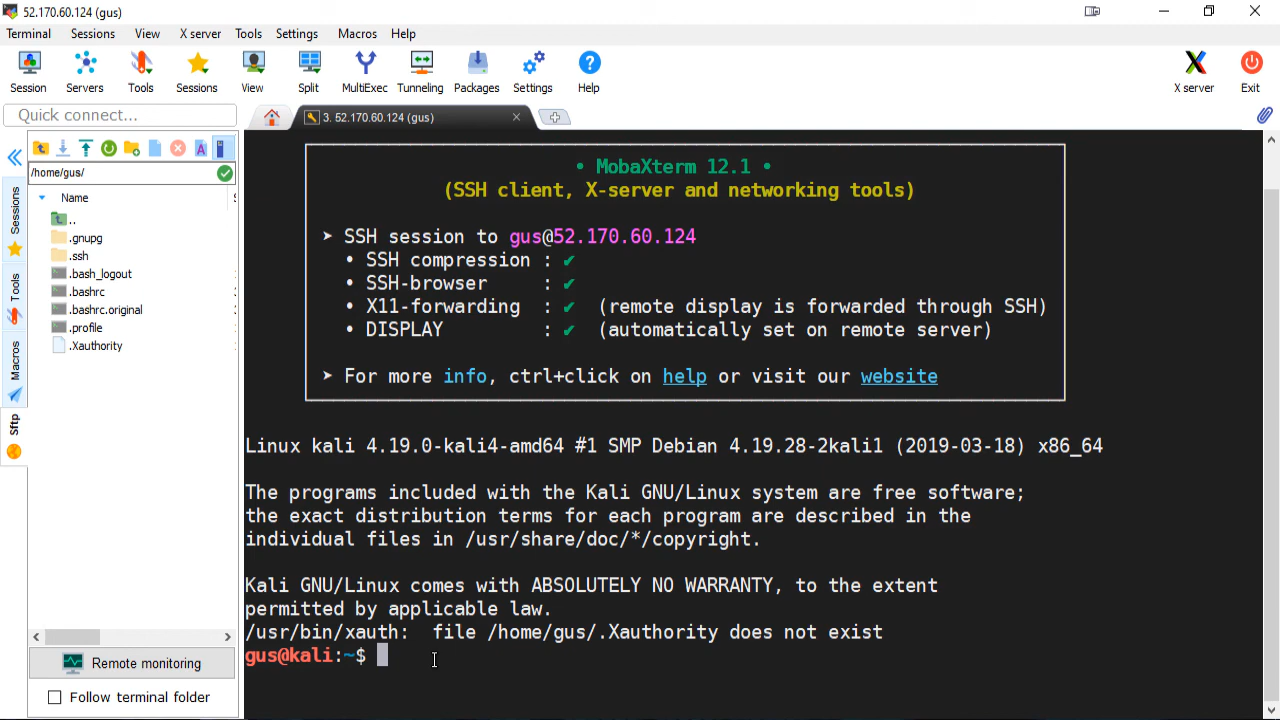 52.170.60.124 (gus)
Terminal Sessions View X server Tools Settings Macros Help
Session Servers Tools Sessions View Split MultiExec Tunneling Packages Settings Help X server Exit
Quick connect...
3. 52.170.60.124 (gus)
/home/gus/
Name
..
.gnupg
.ssh
.bash_logout
.bashrc
.bashrc.original
.profile
.Xauthority
Sessions
Tools
Macros
Sftp
Remote monitoring
Follow terminal folder
• MobaXterm 12.1 •
(SSH client, X-server and networking tools)
➤ SSH session to gus@52.170.60.124
• SSH compression : ✔
• SSH-browser : ✔
• X11-forwarding : ✔ (remote display is forwarded through SSH)
• DISPLAY : ✔ (automatically set on remote server)
➤ For more info, ctrl+click on help or visit our website
Linux kali 4.19.0-kali4-amd64 #1 SMP Debian 4.19.28-2kali1 (2019-03-18) x86_64
The programs included with the Kali GNU/Linux system are free software;
the exact distribution terms for each program are described in the
individual files in /usr/share/doc/*/copyright.
Kali GNU/Linux comes with ABSOLUTELY NO WARRANTY, to the extent
permitted by applicable law.
/usr/bin/xauth:  file /home/gus/.Xauthority does not exist
gus@kali:~$